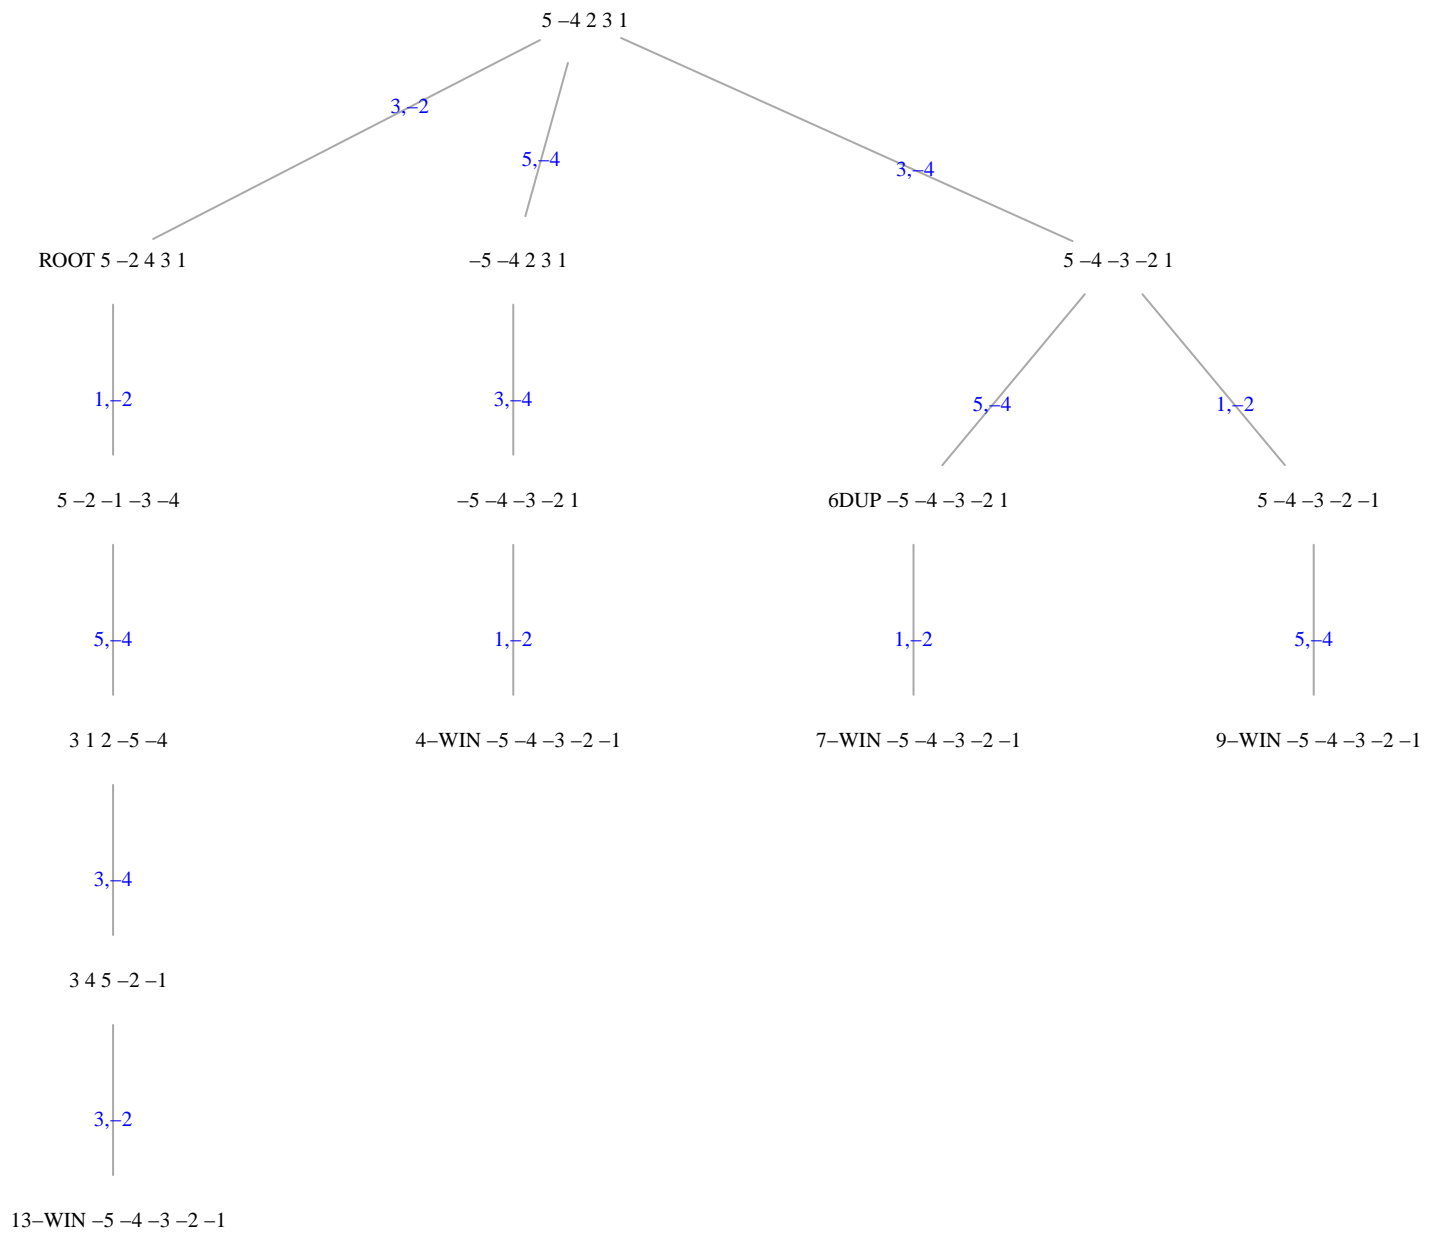 5 –4 2 3 1
3,–2
5,–4
3,–4
ROOT 5 –2 4 3 1
–5 –4 2 3 1
5 –4 –3 –2 1
1,–2
3,–4
5,–4
1,–2
5 –2 –1 –3 –4
–5 –4 –3 –2 1
6DUP –5 –4 –3 –2 1
5 –4 –3 –2 –1
5,–4
1,–2
1,–2
5,–4
3 1 2 –5 –4
4–WIN –5 –4 –3 –2 –1
7–WIN –5 –4 –3 –2 –1
9–WIN –5 –4 –3 –2 –1
3,–4
3 4 5 –2 –1
3,–2
13–WIN –5 –4 –3 –2 –1